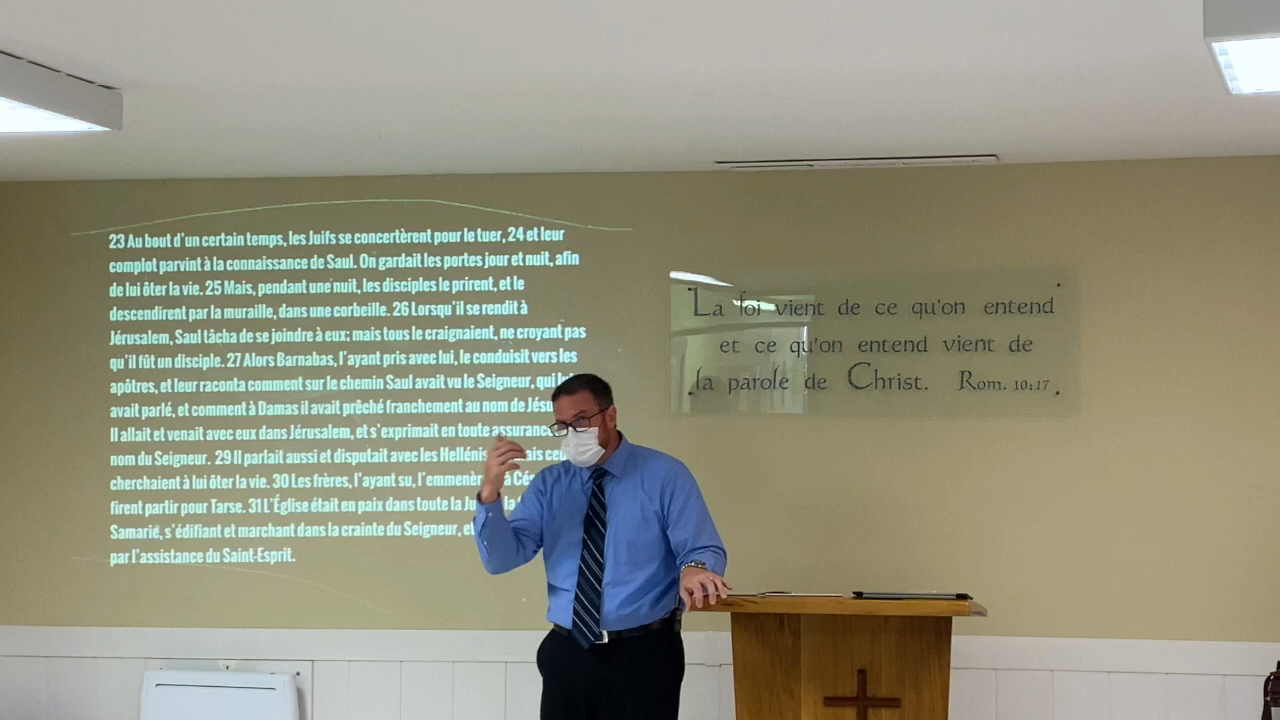 23 Au bout d'un certain temps, les Juifs se concertèrent pour le tuer, 24 et leur
complot parvint à la connaissance de Saul. On gardait les portes jour et nuit, afin
de lui ôter la vie. 25 Mais, pendant une nuit, les disciples le prirent, et le
descendirent par la muraille, dans une corbeille. 26 Lorsqu'il se rendit à
Jérusalem, Saul tâcha de se joindre à eux; mais tous le craignaient, ne croyant pas
qu'il fût un disciple. 27 Alors Barnabas, l'ayant pris avec lui, le conduisit vers les
apôtres, et leur raconta comment sur le chemin Saul avait vu le Seigneur, qui
avait parlé, et comment à Damas il avait prêché franchement au nom de
Il allait et venait avec eux dans Jérusalem, et s'exprimait en toute
nom du Seigneur. 29 Il parlait aussi et disputait avec les
cherchaient à lui ôter la vie. 30 Les frères, l'ayant su, l'emmenèr à
firent partir pour Tarse. 31 L'Église était en paix dans toute la
Samarie, s'édifiant et marchant dans la crainte du Seigneur,
par l'assistance du Saint-Esprit.
La foi vient de ce qu'on entend
et ce qu'on entend vient de
la parole de Christ. Rom. 10:17